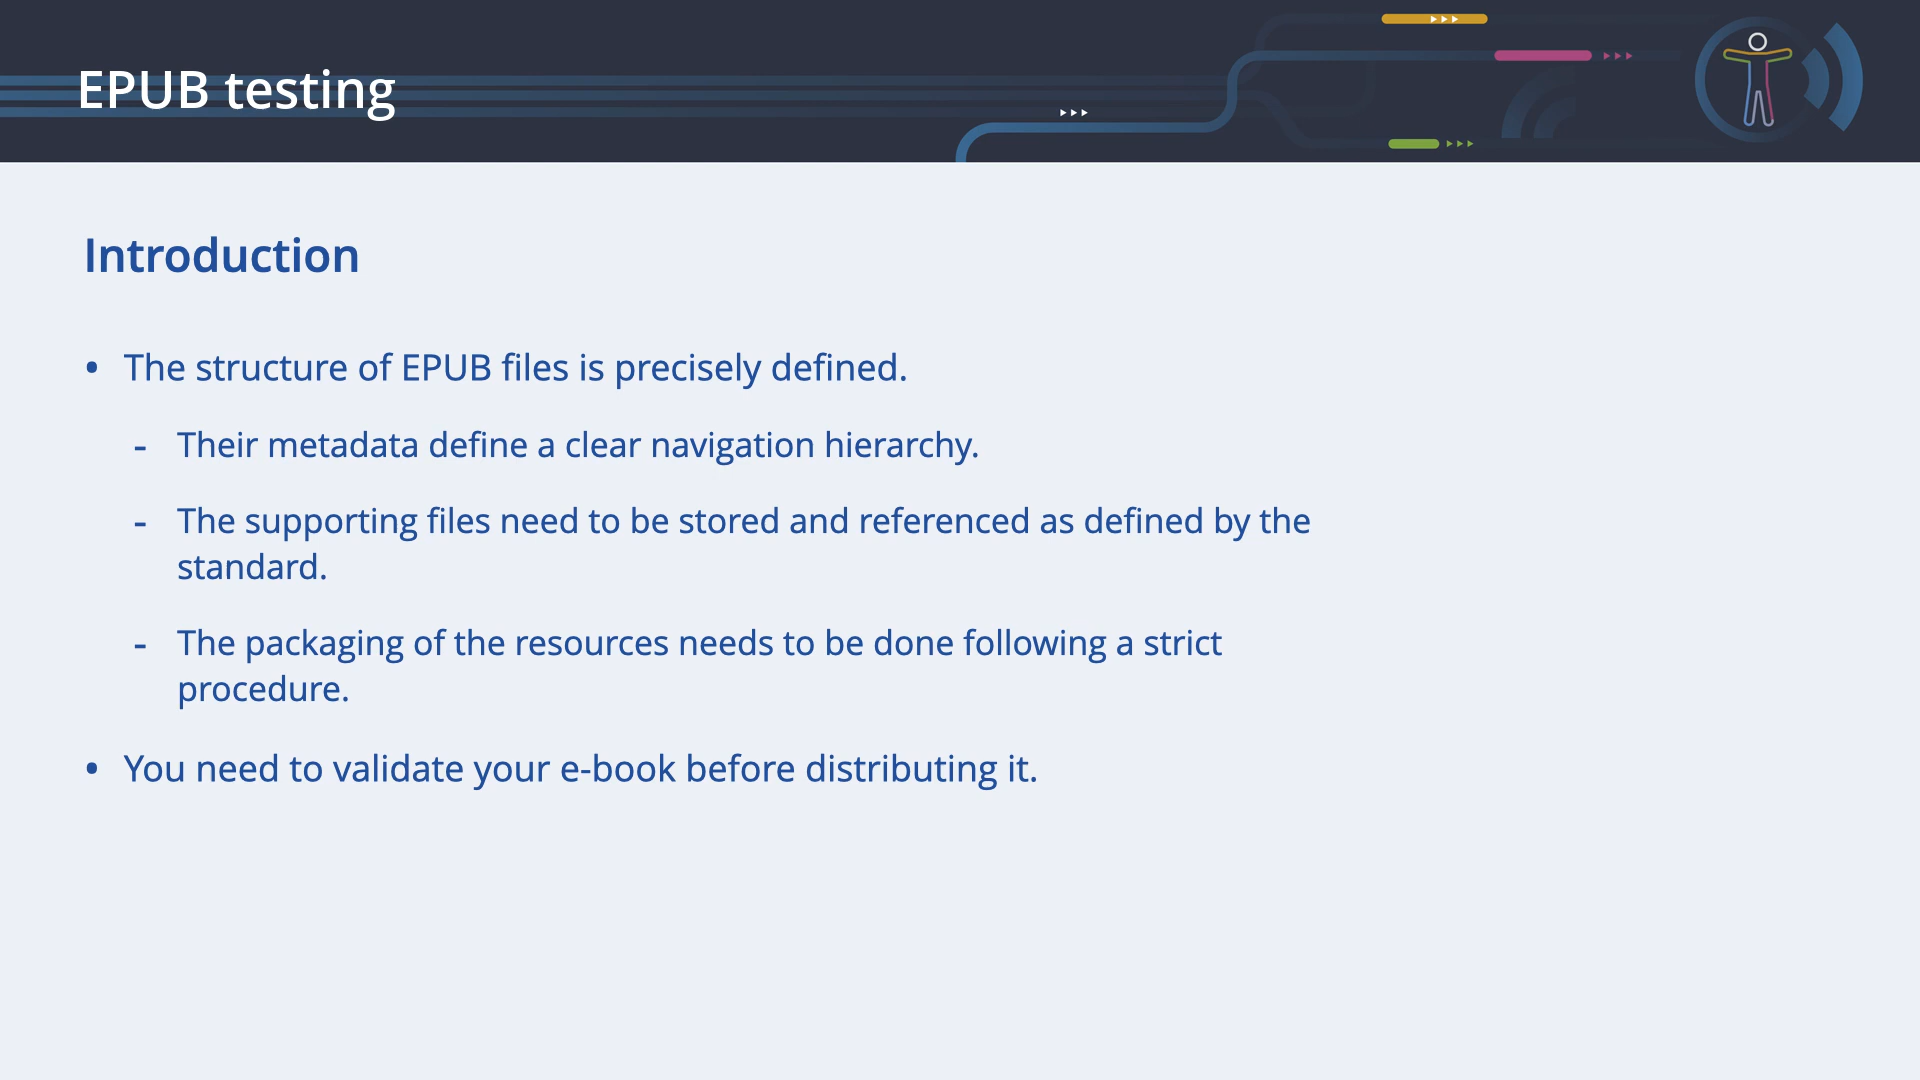 EPUB testing
Introduction
• The structure of EPUB files is precisely defined.
- Their metadata define a clear navigation hierarchy.
- The supporting files need to be stored and referenced as defined by the
standard.
- The packaging of the resources needs to be done following a strict
procedure.
• You need to validate your e-book before distributing it.